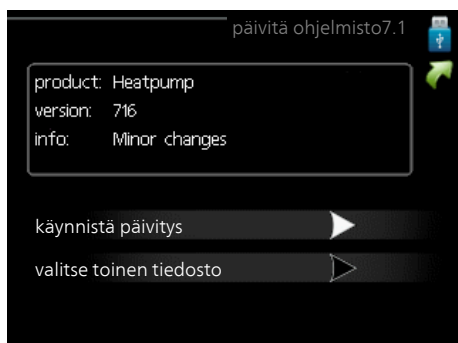 päivitä ohjelmisto7.1
product: Heatpump
version: 716
info: Minor changes
käynnistä päivitys
valitse toinen tiedosto